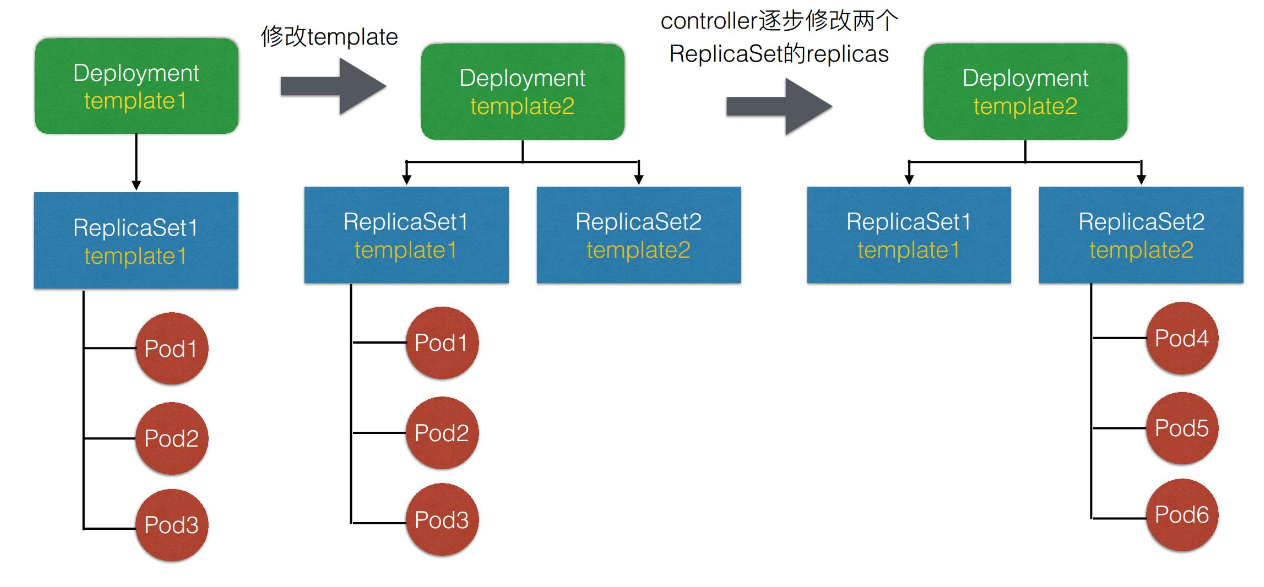 Deployment
template1
ReplicaSet1
template1
Pod1
Pod2
Pod3
修改template
Deployment
template2
ReplicaSet1
template1
ReplicaSet2
template2
Pod1
Pod2
Pod3
controller逐步修改两个
ReplicaSet的replicas
Deployment
template2
ReplicaSet1
template1
ReplicaSet2
template2
Pod4
Pod5
Pod6